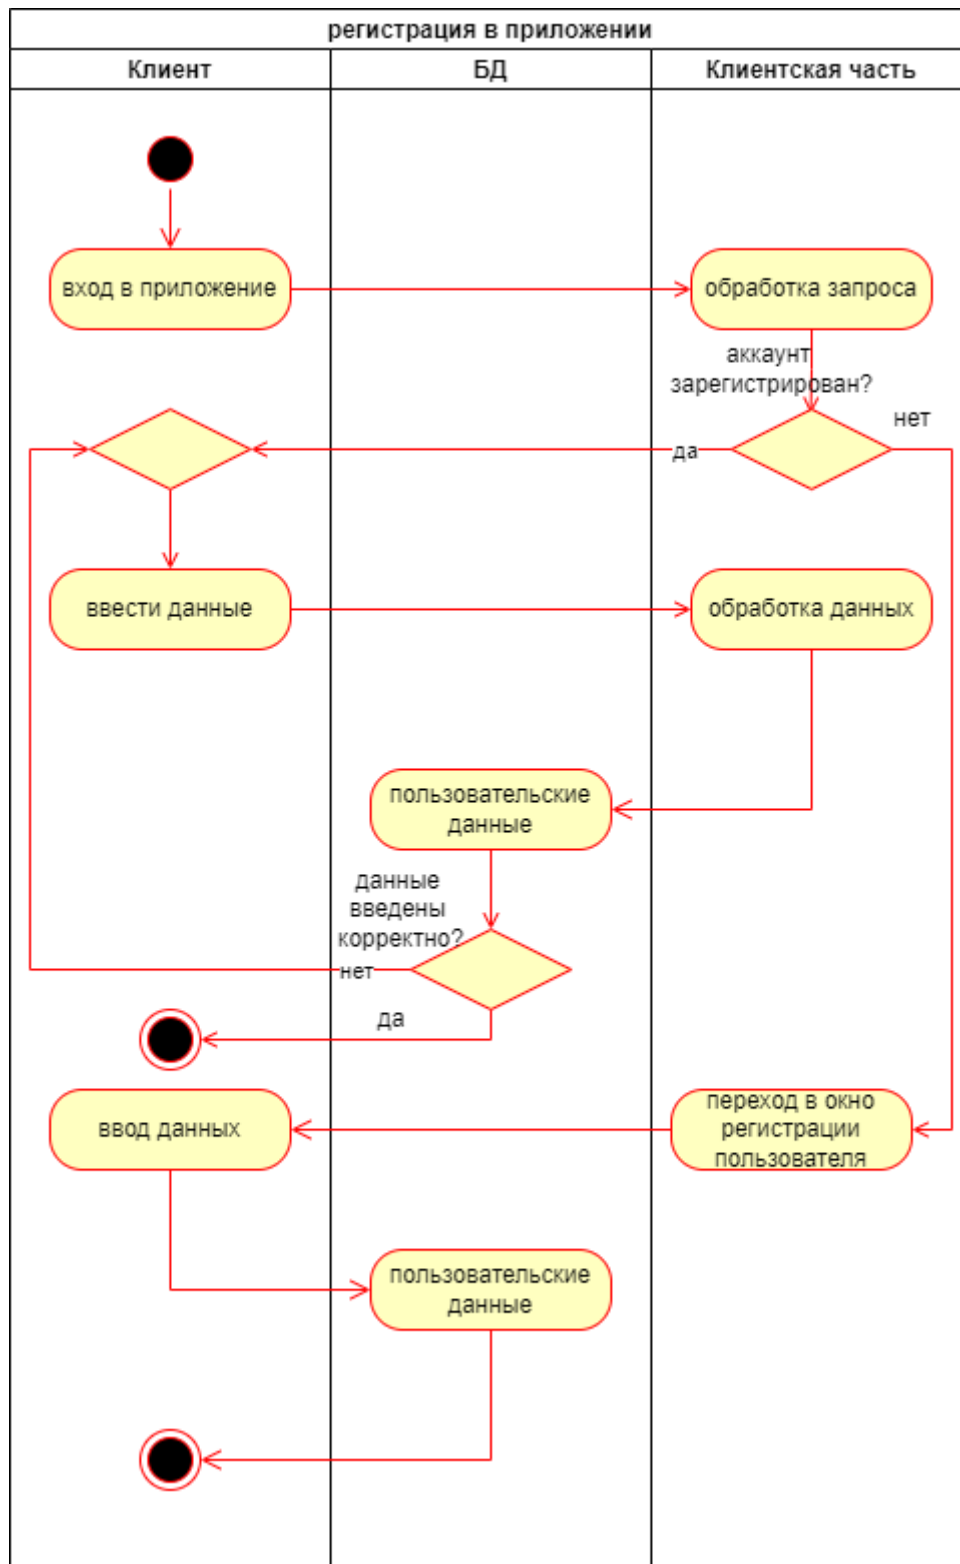 регистрация в приложении
Клиент
БД
Клиентская часть
вход в приложение
обработка запроса
аккаунт
зарегистрирован?
нет
да
ввести данные
обработка данных
пользовательские
данные
данные
введены
корректно?
нет
да
ввод данных
переход в окно
регистрации
пользователя
пользовательские
данные